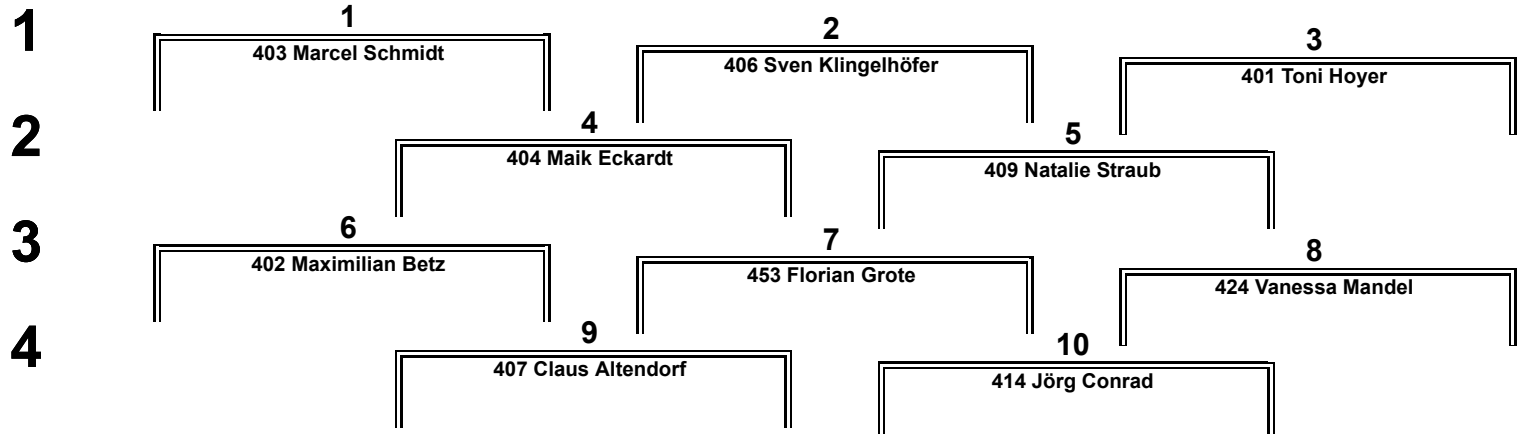 1
1
403 Marcel Schmidt
2
406 Sven Klingelhöfer
3
401 Toni Hoyer
2
4
404 Maik Eckardt
5
409 Natalie Straub
3
6
402 Maximilian Betz
7
453 Florian Grote
8
424 Vanessa Mandel
4
9
407 Claus Altendorf
10
414 Jörg Conrad